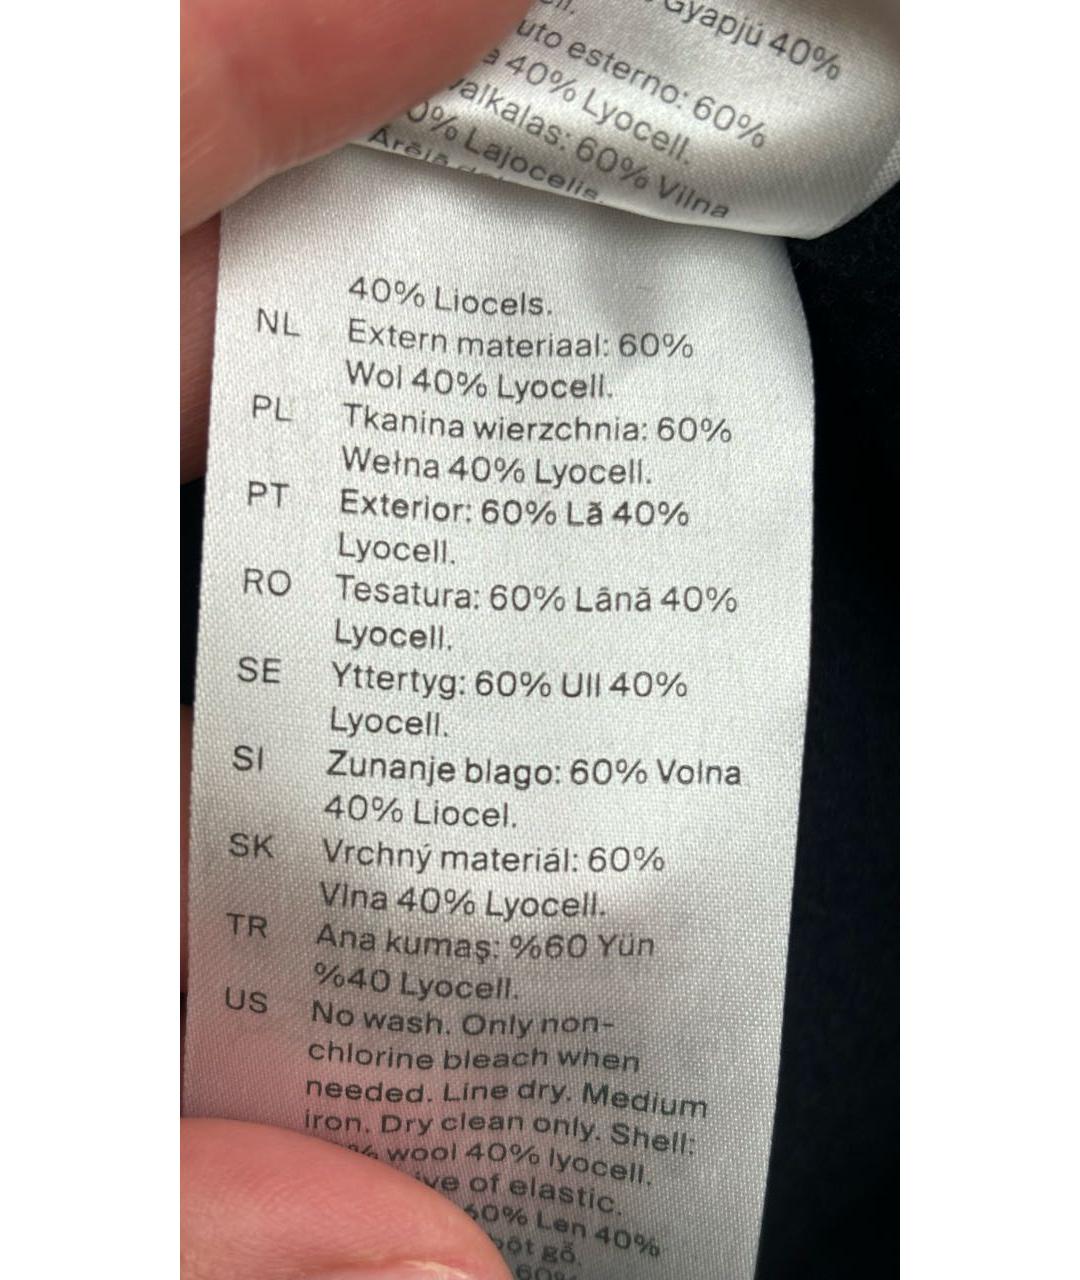 Gyapjú 40%
esterno: 60%
40% Lyocell.
60% Vilna
Lajocelis.
40% Liocels.
NL Extern materiaal: 60%
Wol 40% Lyocell.
PL Tkanina wierzchnia: 60%
Wełna 40% Lyocell.
PT Exterior: 60% Lã 40%
Lyocell.
RO Tesatura: 60% Lână 40%
Lyocell.
SE Yttertyg: 60% Ull 40%
Lyocell.
SI Zunanje blago: 60% Volna
40% Liocel.
SK Vrchný materiál: 60%
Vlna 40% Lyocell.
TR Ana kumaş: %60 Yün
%40 Lyocell.
US No wash. Only non-
chlorine bleach when
needed. Line dry. Medium
iron. Dry clean only. Shell:
% wool 40% lyocell.
of elastic.
60% Len 40%
bột gỗ.
60%